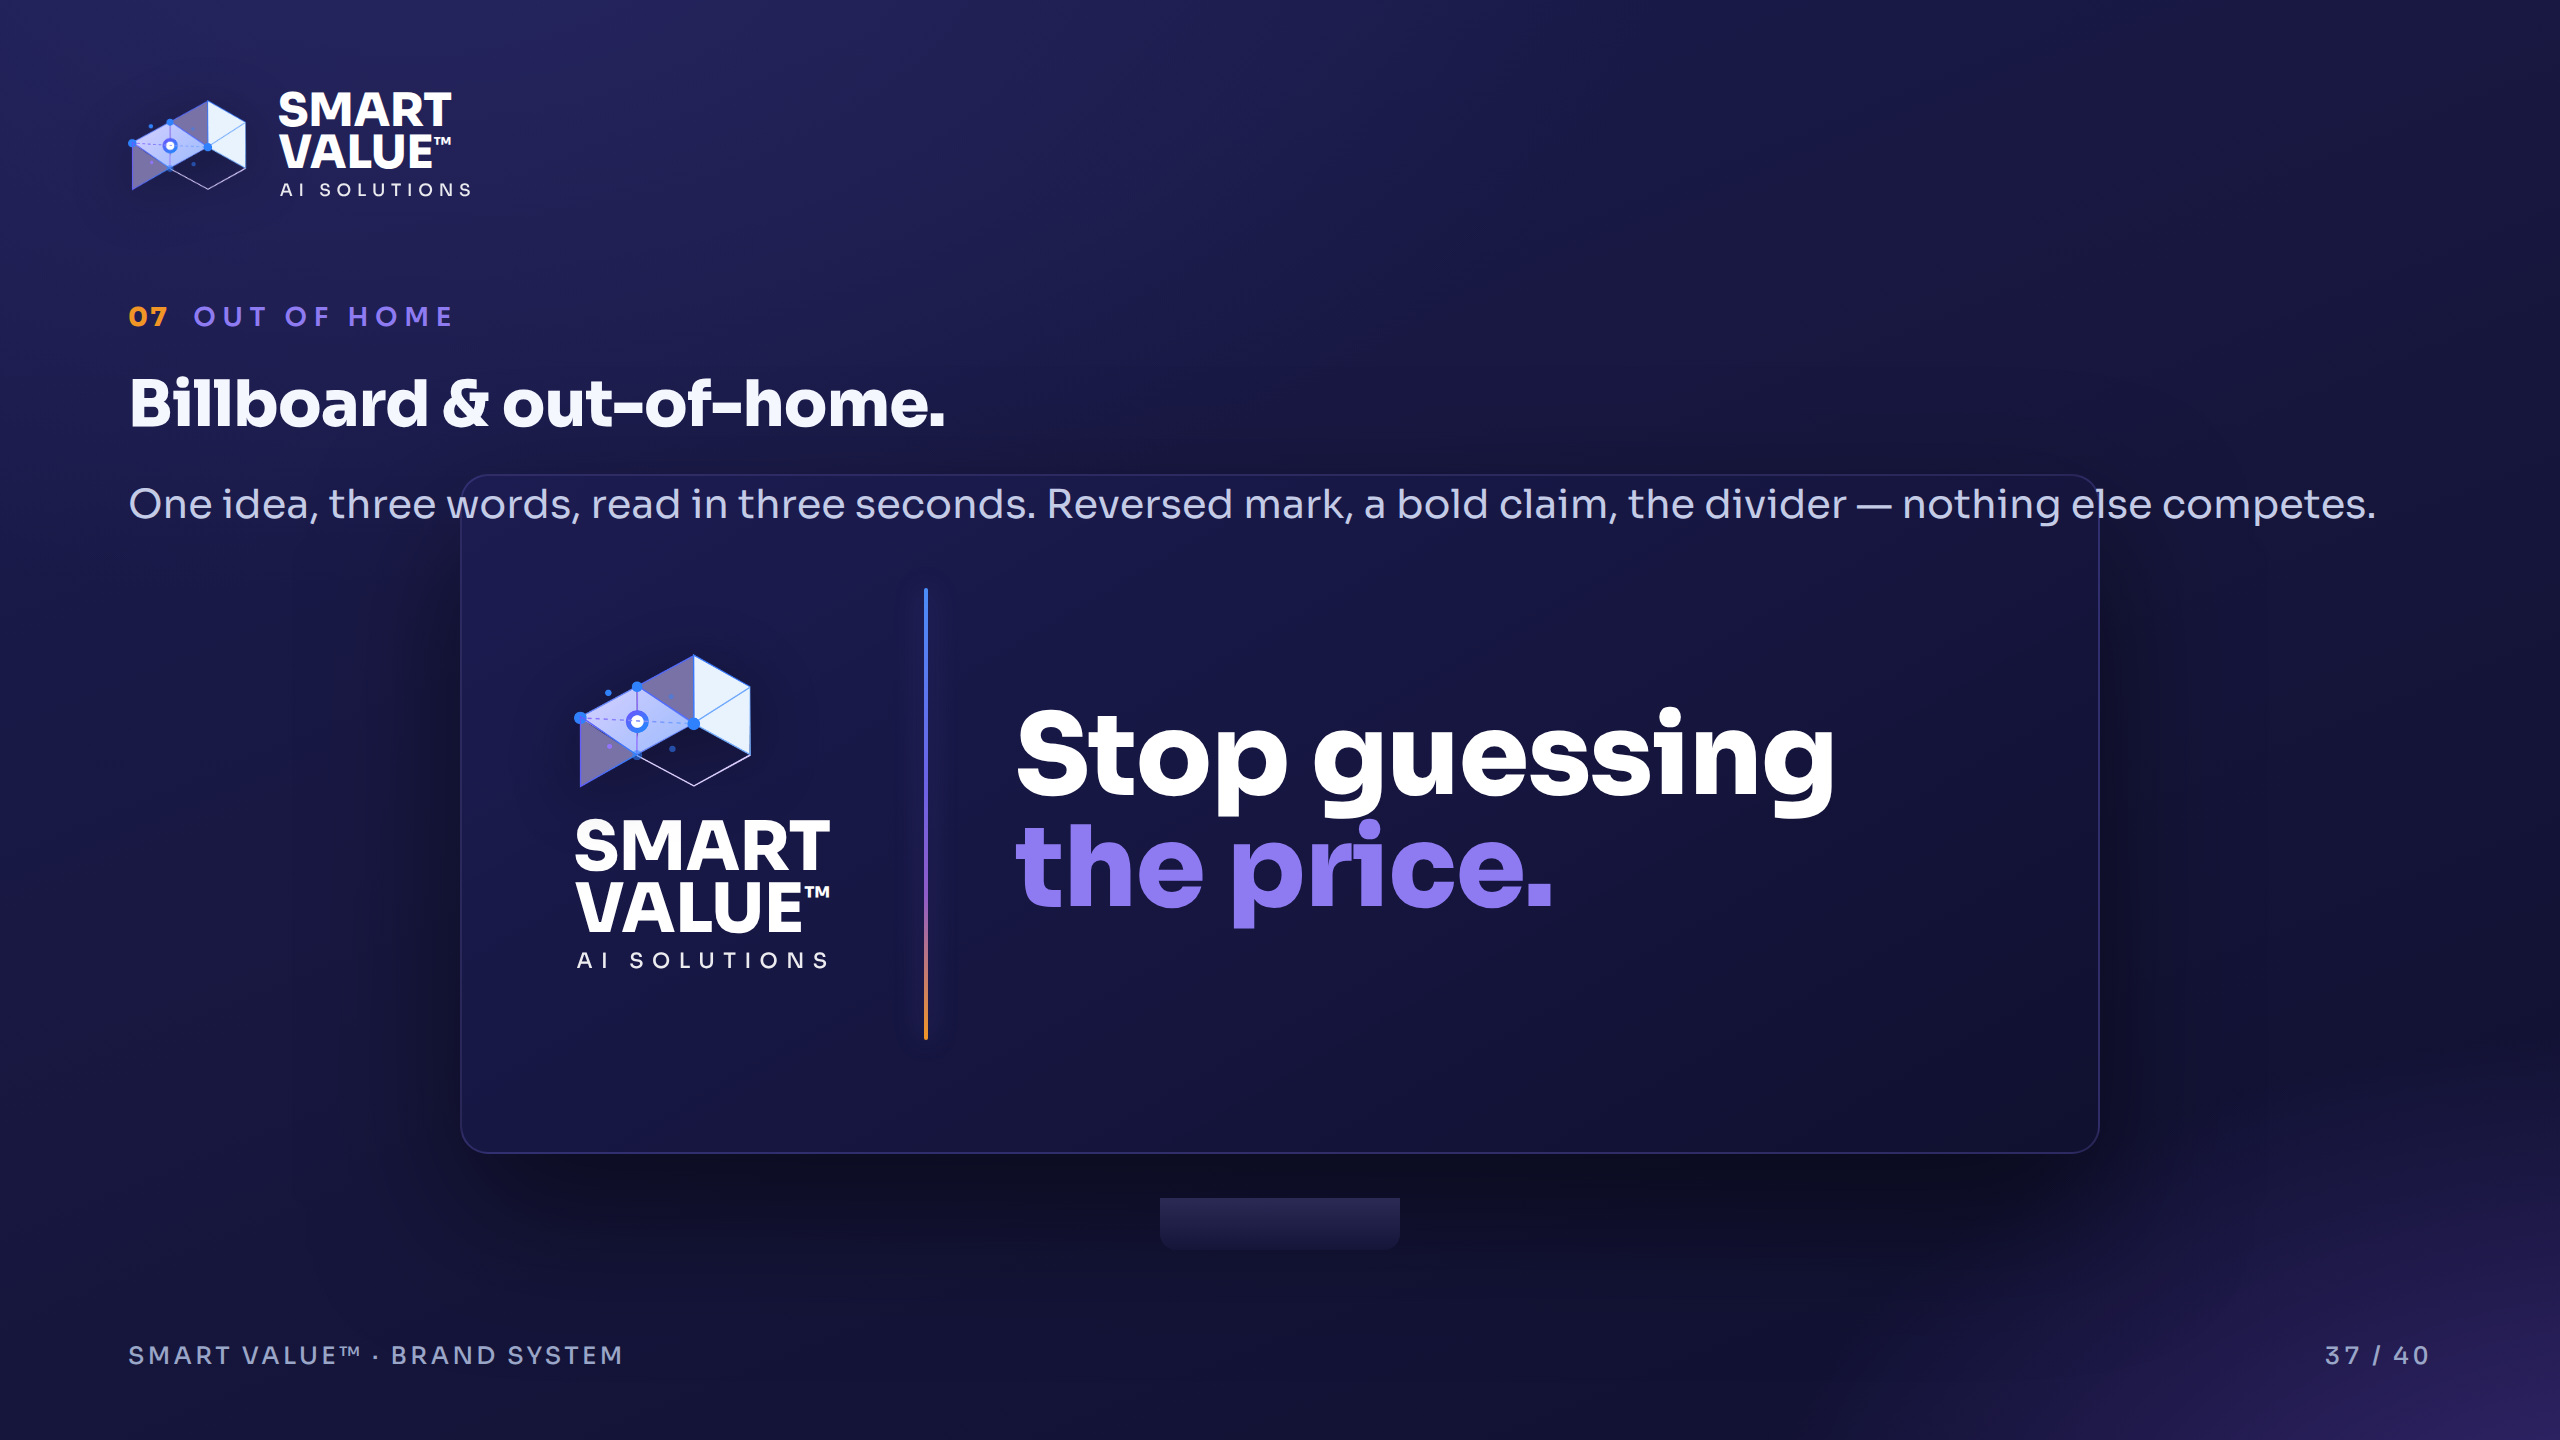 SMART
VALUE™
AI SOLUTIONS
07 OUT OF HOME
Billboard & out-of-home.
One idea, three words, read in three seconds. Reversed mark, a bold claim, the divider — nothing else competes.
SMART
VALUE™
AI SOLUTIONS
Stop guessing
the price.
SMART VALUE™ · BRAND SYSTEM
37 / 40